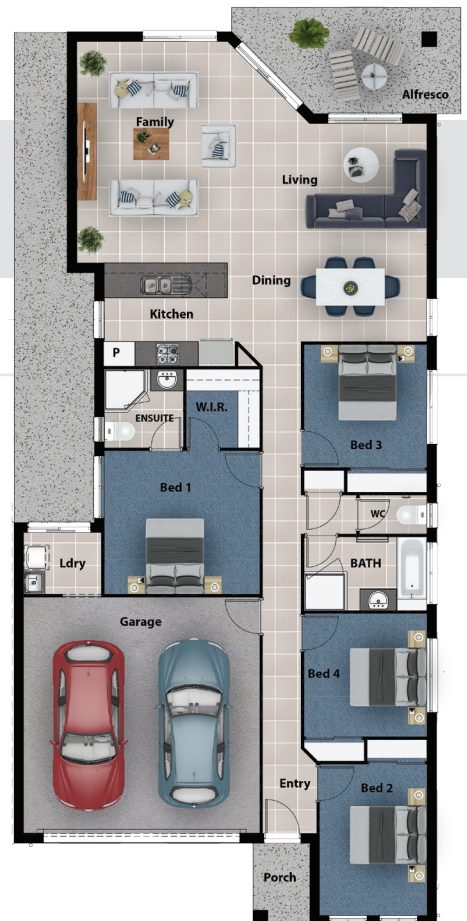 Alfresco
Family
Living
Dining
Kitchen
P
ENSUITE
W.I.R.
Bed 3
Bed 1
WC
Ldry
BATH
Garage
Bed 4
Entry
Bed 2
Porch